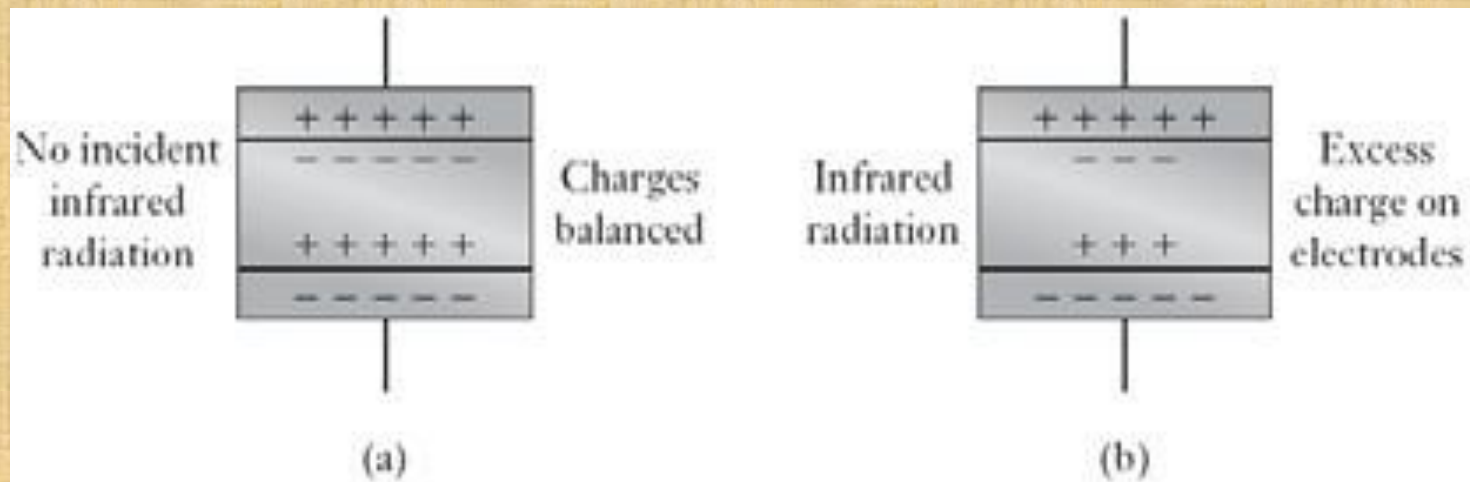 + + + + +
No incident
infrared
radiation
– – – – –
Charges
balanced
+ + + + +
– – – – –
(a)
+ + + + +
Infrared
radiation
– – –
Excess
charge on
electrodes
+ + +
– – – – –
(b)